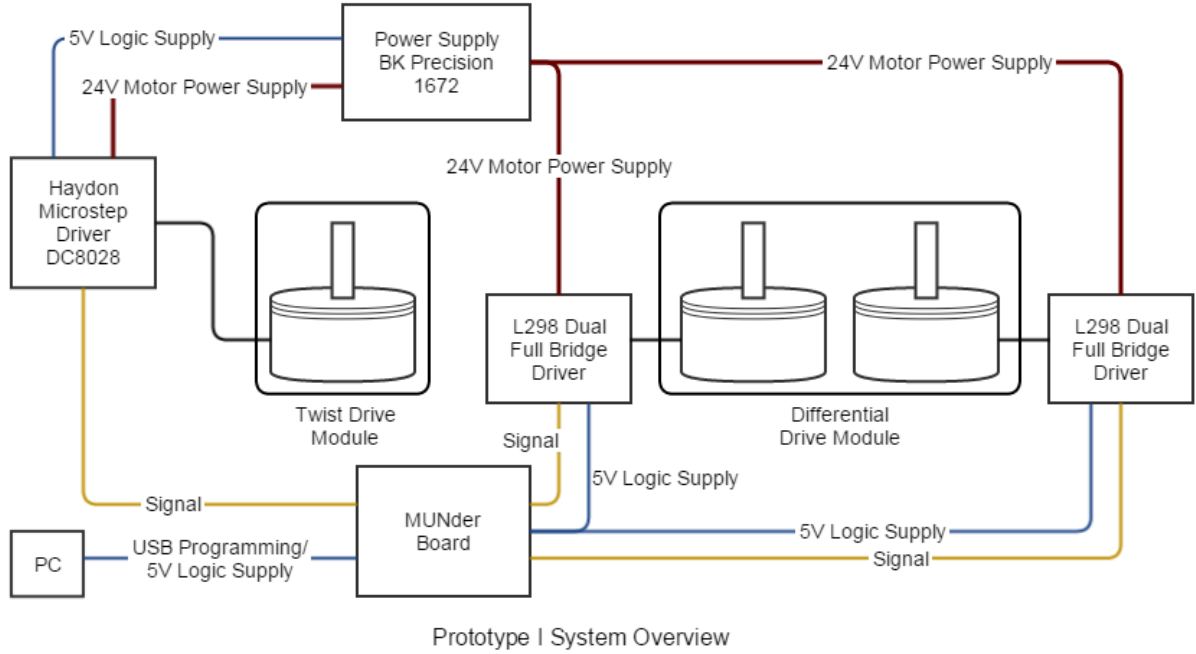 5V Logic Supply
Power Supply
BK Precision
1672
24V Motor Power Supply
24V Motor Power Supply
24V Motor Power Supply
Haydon
Microstep
Driver
DC8028
L298 Dual
Full Bridge
Driver
L298 Dual
Full Bridge
Driver
Twist Drive
Module
Differential
Drive Module
Signal
5V Logic Supply
Signal
MUNder
Board
5V Logic Supply
Signal
PC
USB Programming/
5V Logic Supply
Prototype I System Overview